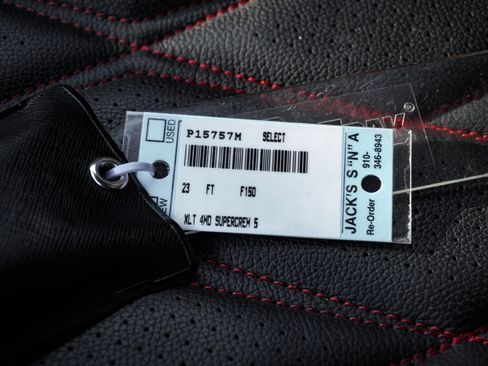 USED
P15757M SELECT
23 FT F150
XLT 4WD SUPERCREW 5
JACK'S S "N" A
910-
346-8943
Re-Order